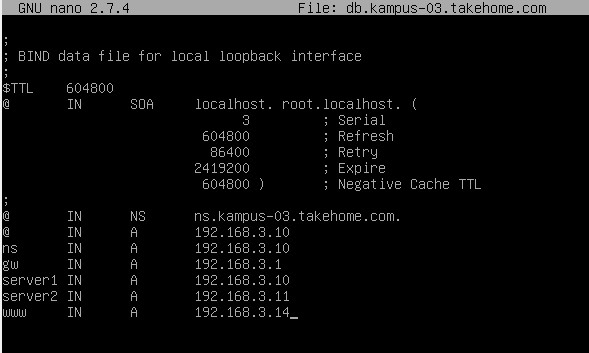 GNU nano 2.7.4 File: db.kampus-03.takehome.com
;
; BIND data file for local loopback interface
;
$TTL 604800
@ IN SOA localhost. root.localhost. (
3 ; Serial
604800 ; Refresh
86400 ; Retry
2419200 ; Expire
604800 ) ; Negative Cache TTL
;
@ IN NS ns.kampus-03.takehome.com.
@ IN A 192.168.3.10
ns IN A 192.168.3.10
gw IN A 192.168.3.1
server1 IN A 192.168.3.10
server2 IN A 192.168.3.11
www IN A 192.168.3.14_